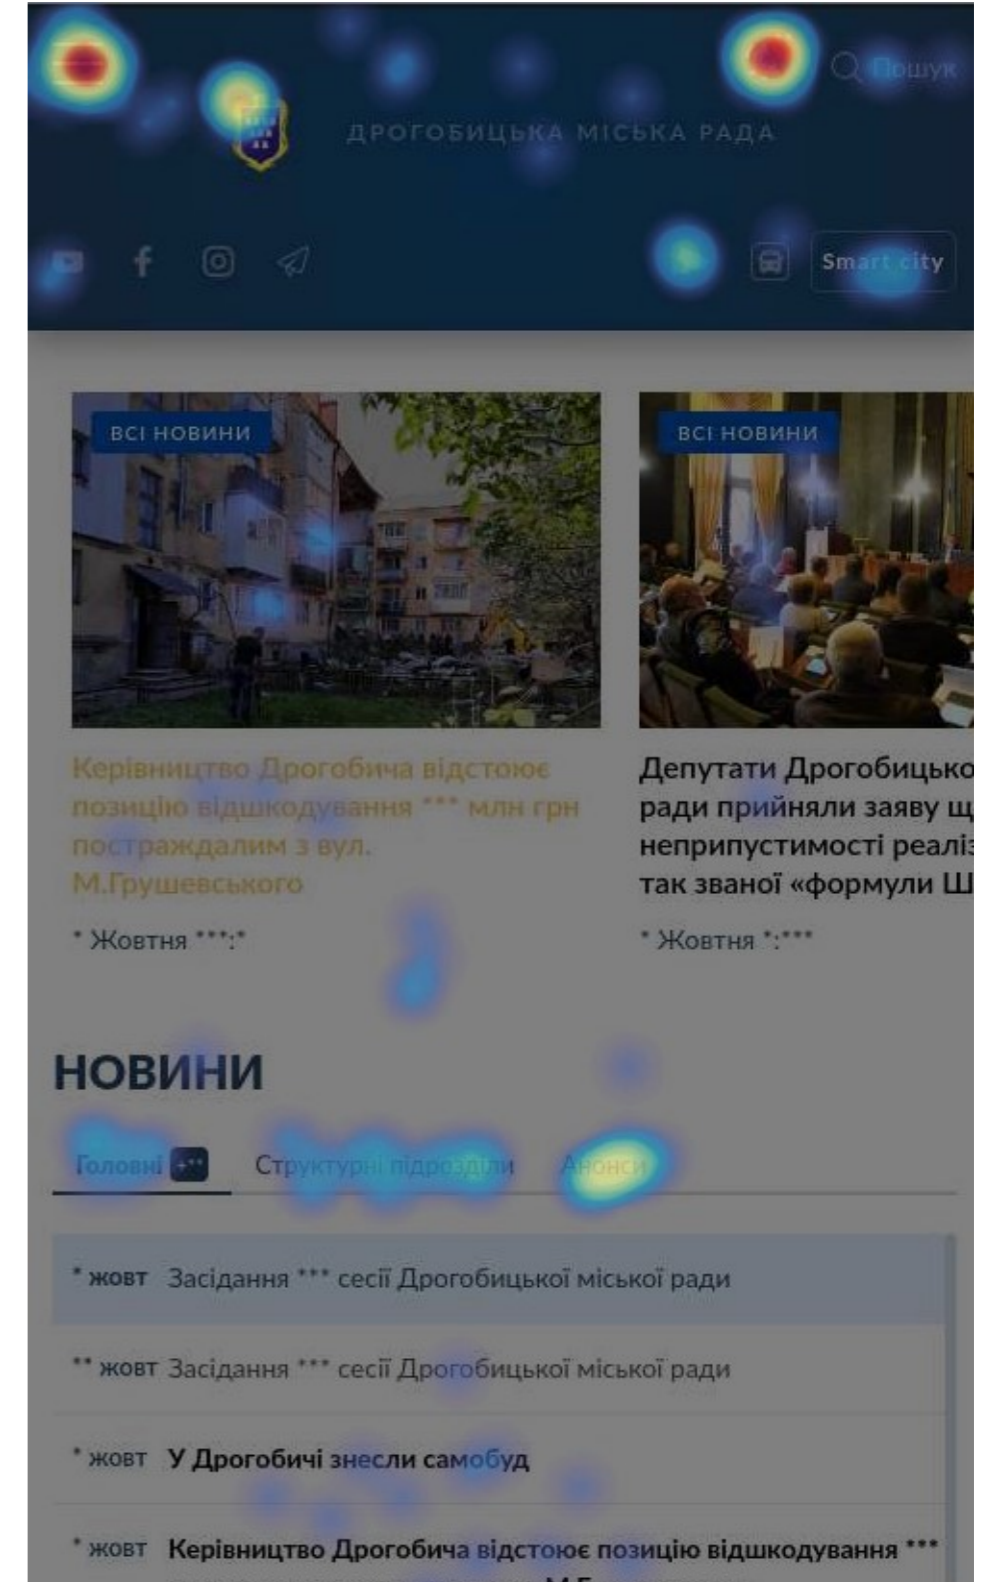 Пошук
ДРОГОБИЦЬКА МІСЬКА РАДА
Smart city
ВСІ НОВИНИ
Керівництво Дрогобича відстоює
позицію відшкодування *** млн грн
постраждалим з вул.
М.Грушевського
* Жовтня ***:*
ВСІ НОВИНИ
Депутати Дрогобицько
ради прийняли заяву щ
неприпустимості реаліз
так званої «формули Ш
* Жовтня *:***
НОВИНИ
Головні +** Структурні підрозділи Анонси
* жовт Засідання *** сесії Дрогобицької міської ради
** жовт Засідання *** сесії Дрогобицької міської ради
* жовт У Дрогобичі знесли самобуд
* жовт Керівництво Дрогобича відстоює позицію відшкодування ***